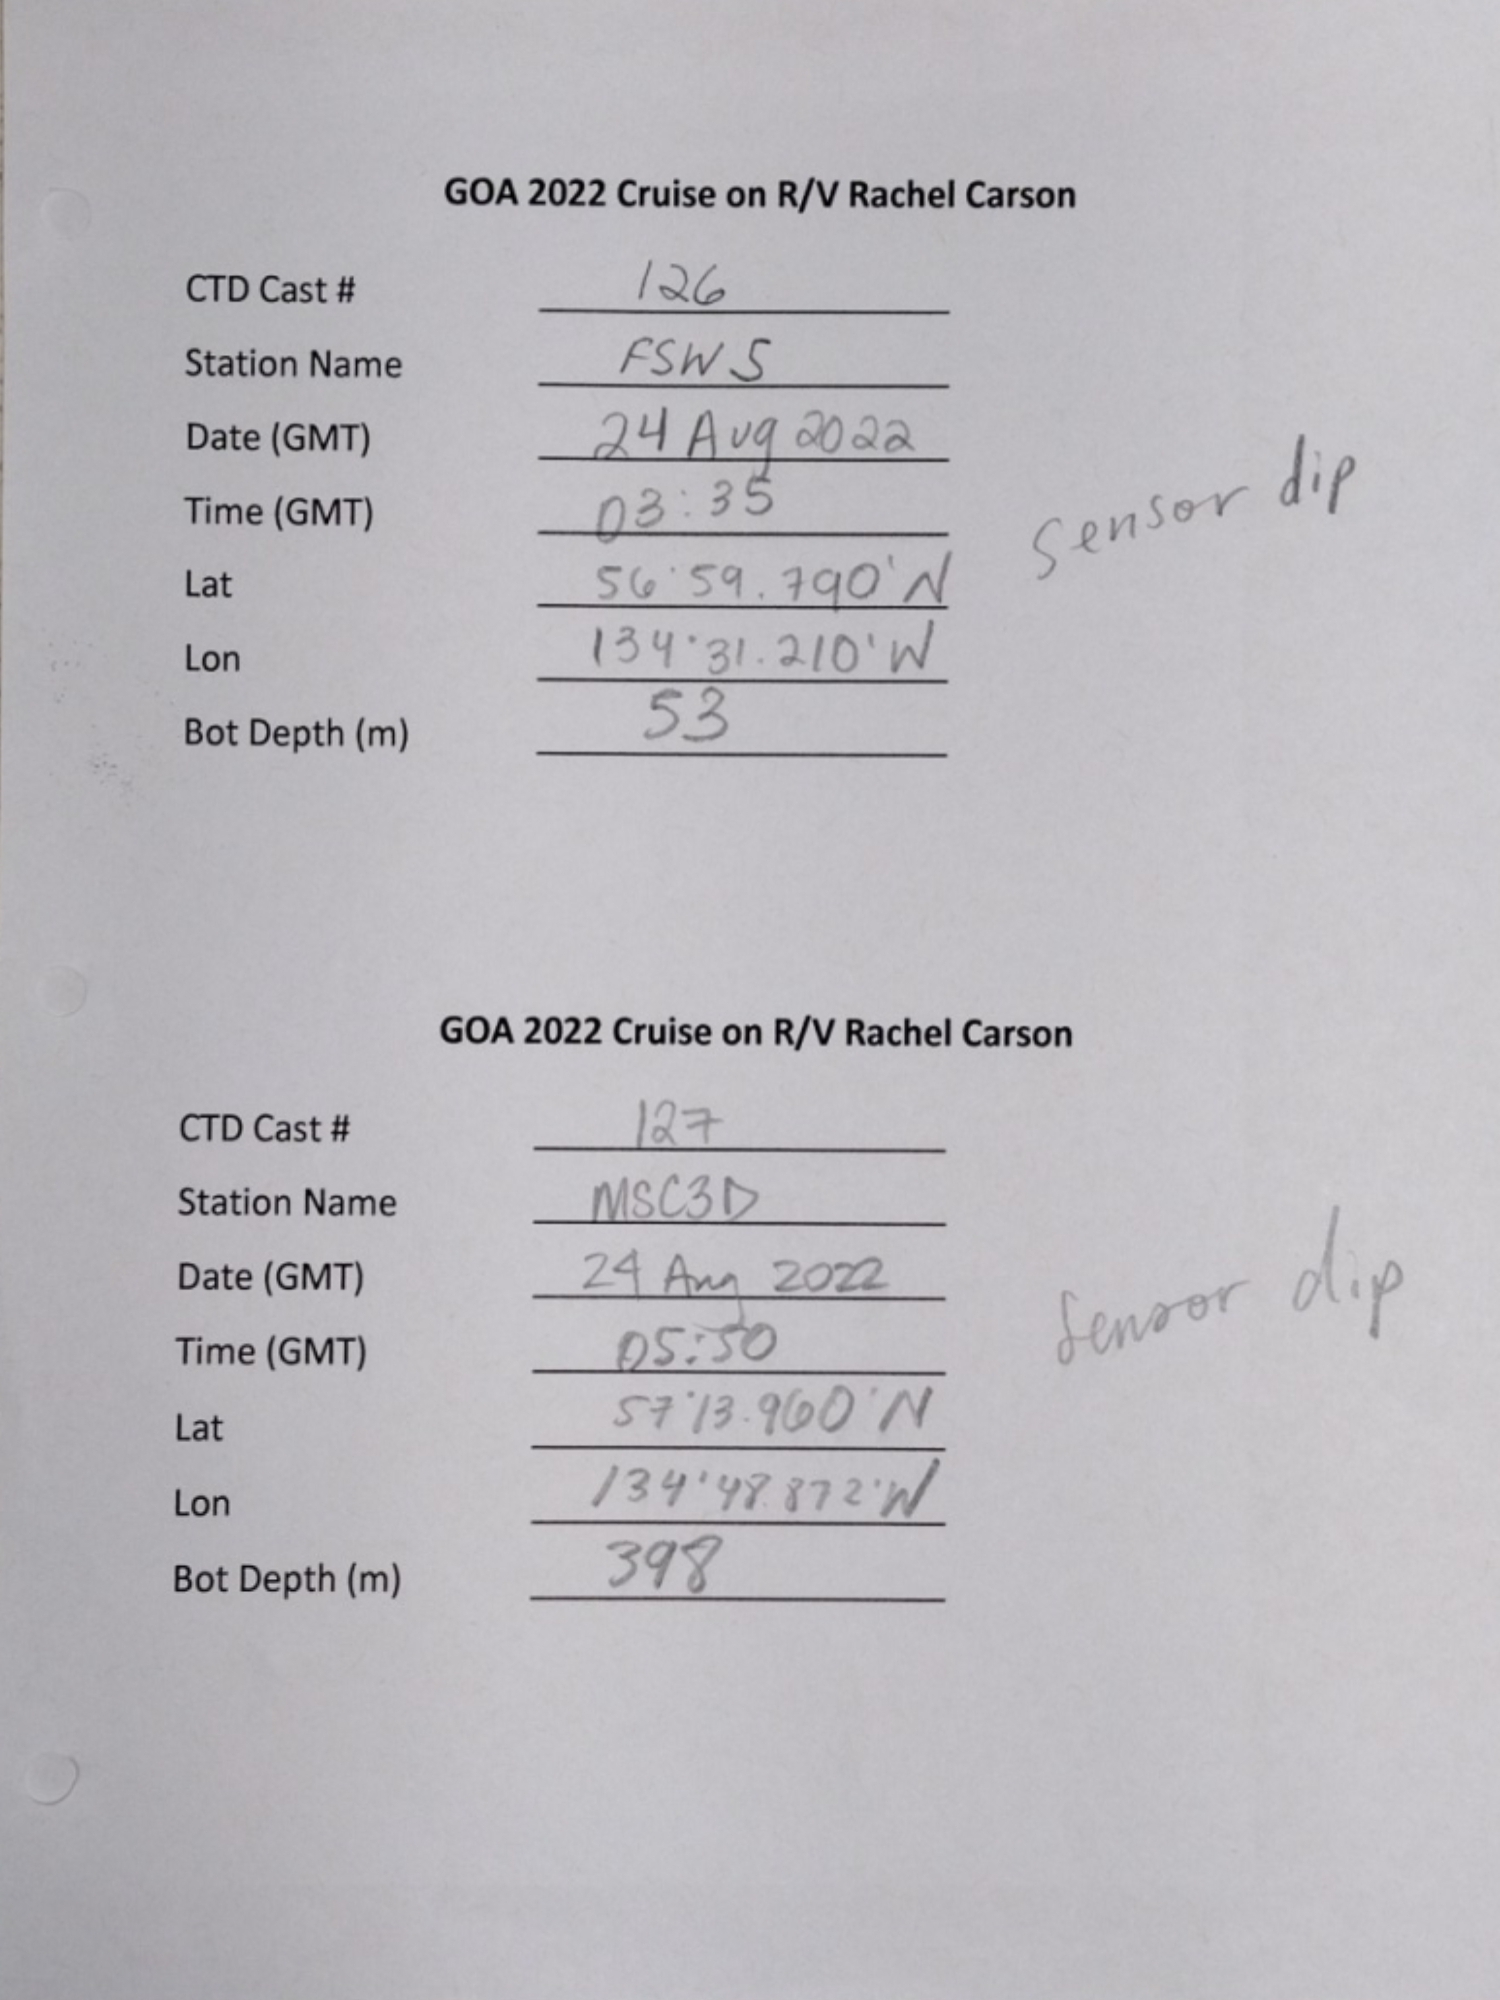 GOA 2022 Cruise on R/V Rachel Carson
CTD Cast # 126
Station Name FSW5
Date (GMT) 24 Aug 2022
Time (GMT) 03:35
Lat 56°59.790'N
Lon 134°31.210'W
Bot Depth (m) 53
Sensor dip
GOA 2022 Cruise on R/V Rachel Carson
CTD Cast # 127
Station Name MSC3D
Date (GMT) 24 Aug 2022
Time (GMT) 05:50
Lat 57°13.960'N
Lon 134°48.872'W
Bot Depth (m) 398
Sensor dip